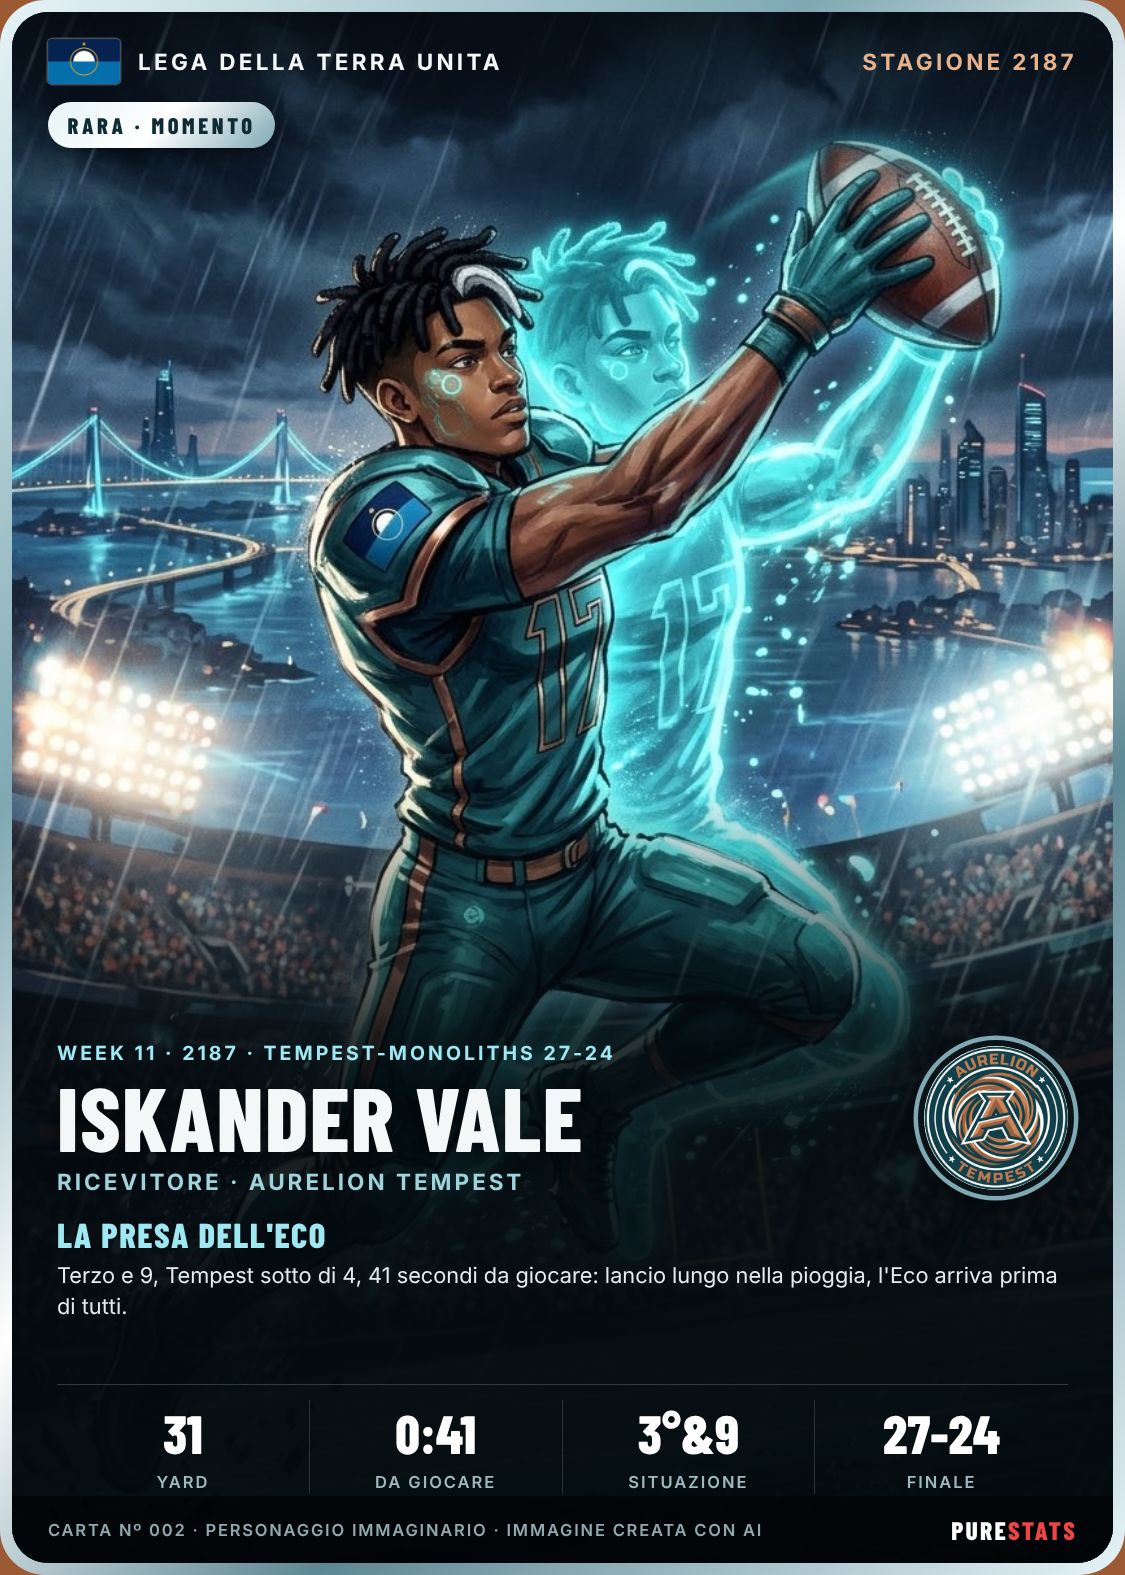 LEGA DELLA TERRA UNITA
STAGIONE 2187
RARA · MOMENTO
17
17
WEEK 11 · 2187 · TEMPEST-MONOLITHS 27-24
ISKANDER VALE
RICEVITORE · AURELION TEMPEST
AURELION
A
TEMPEST
LA PRESA DELL'ECO
Terzo e 9, Tempest sotto di 4, 41 secondi da giocare: lancio lungo nella pioggia, l'Eco arriva prima
di tutti.
31
YARD
0:41
DA GIOCARE
3°&9
SITUAZIONE
27-24
FINALE
CARTA Nº 002 · PERSONAGGIO IMMAGINARIO · IMMAGINE CREATA CON AI
PURESTATS